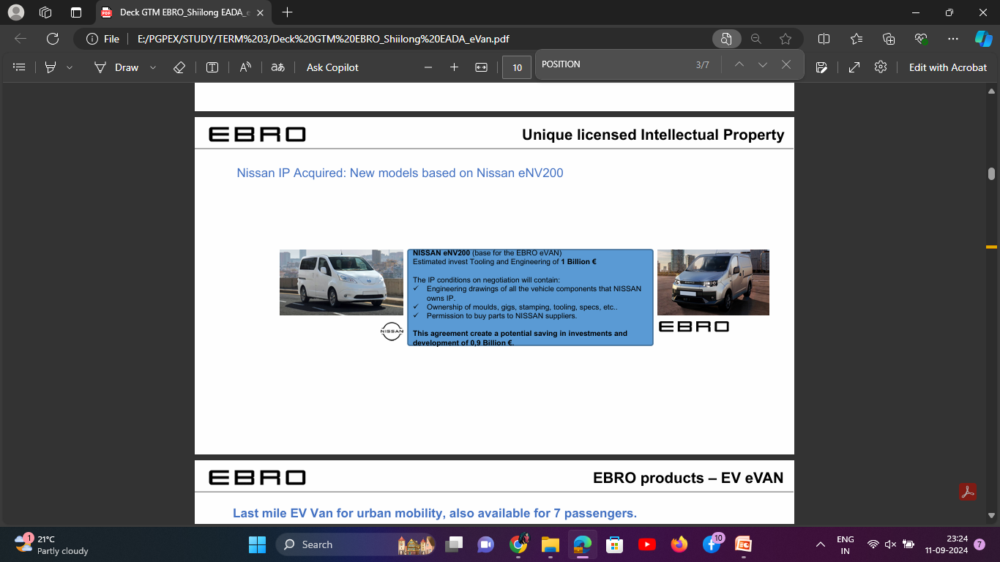 Deck GTM EBRO_Shiilong EADA_e
File
E:/PGPEX/STUDY/TERM%203/Deck%20GTM%20EBRO_Shiilong%20EADA_eVan.pdf
Draw
Ask Copilot
10
POSITION
3/7
Edit with Acrobat
EBRO
Unique licensed Intellectual Property
Nissan IP Acquired: New models based on Nissan eNV200
NISSAN eNV200 (base for the EBRO eVAN)
Estimated invest Tooling and Engineering of 1 Billion €
The IP conditions on negotiation will contain:
✓ Engineering drawings of all the vehicle components that NISSAN
owns IP.
✓ Ownership of moulds, gigs, stamping, tooling, specs, etc..
✓ Permission to buy parts to NISSAN suppliers.
This agreement create a potential saving in investments and
development of 0,9 Billion €.
NISSAN
EBRO
EBRO
EBRO products – EV eVAN
Last mile EV Van for urban mobility, also available for 7 passengers.
1
21°C
Partly cloudy
Search
10
ENG
IN
23:24
11-09-2024
7